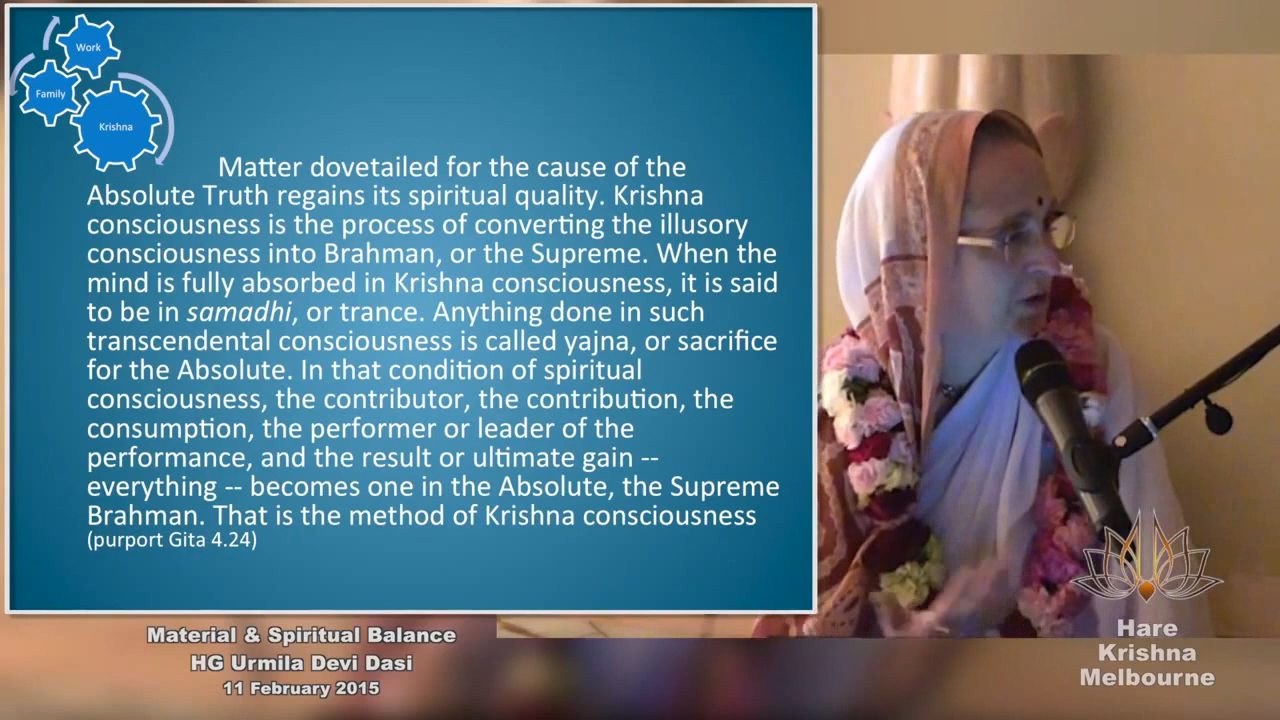 Work
Family
Krishna
Matter dovetailed for the cause of the
Absolute Truth regains its spiritual quality. Krishna
consciousness is the process of converting the illusory
consciousness into Brahman, or the Supreme. When the
mind is fully absorbed in Krishna consciousness, it is said
to be in samadhi, or trance. Anything done in such
transcendental consciousness is called yajna, or sacrifice
for the Absolute. In that condition of spiritual
consciousness, the contributor, the contribution, the
consumption, the performer or leader of the
performance, and the result or ultimate gain --
everything -- becomes one in the Absolute, the Supreme
Brahman. That is the method of Krishna consciousness
(purport Gita 4.24)
Material & Spiritual Balance
HG Urmila Devi Dasi
11 February 2015
Hare
Krishna
Melbourne